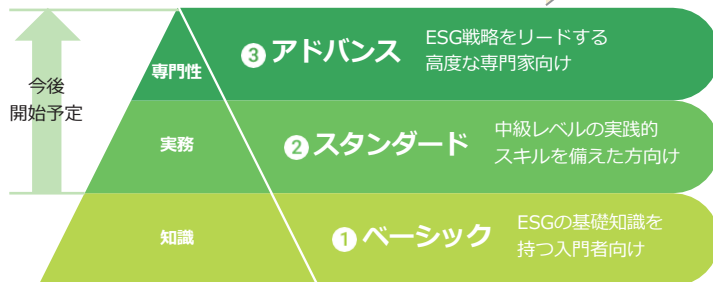 今後
開始予定
専門性
❸ アドバンス
ESG戦略をリードする
高度な専門家向け
実務
❷ スタンダード
中級レベルの実践的
スキルを備えた方向け
知識
❶ ベーシック
ESGの基礎知識を
持つ入門者向け